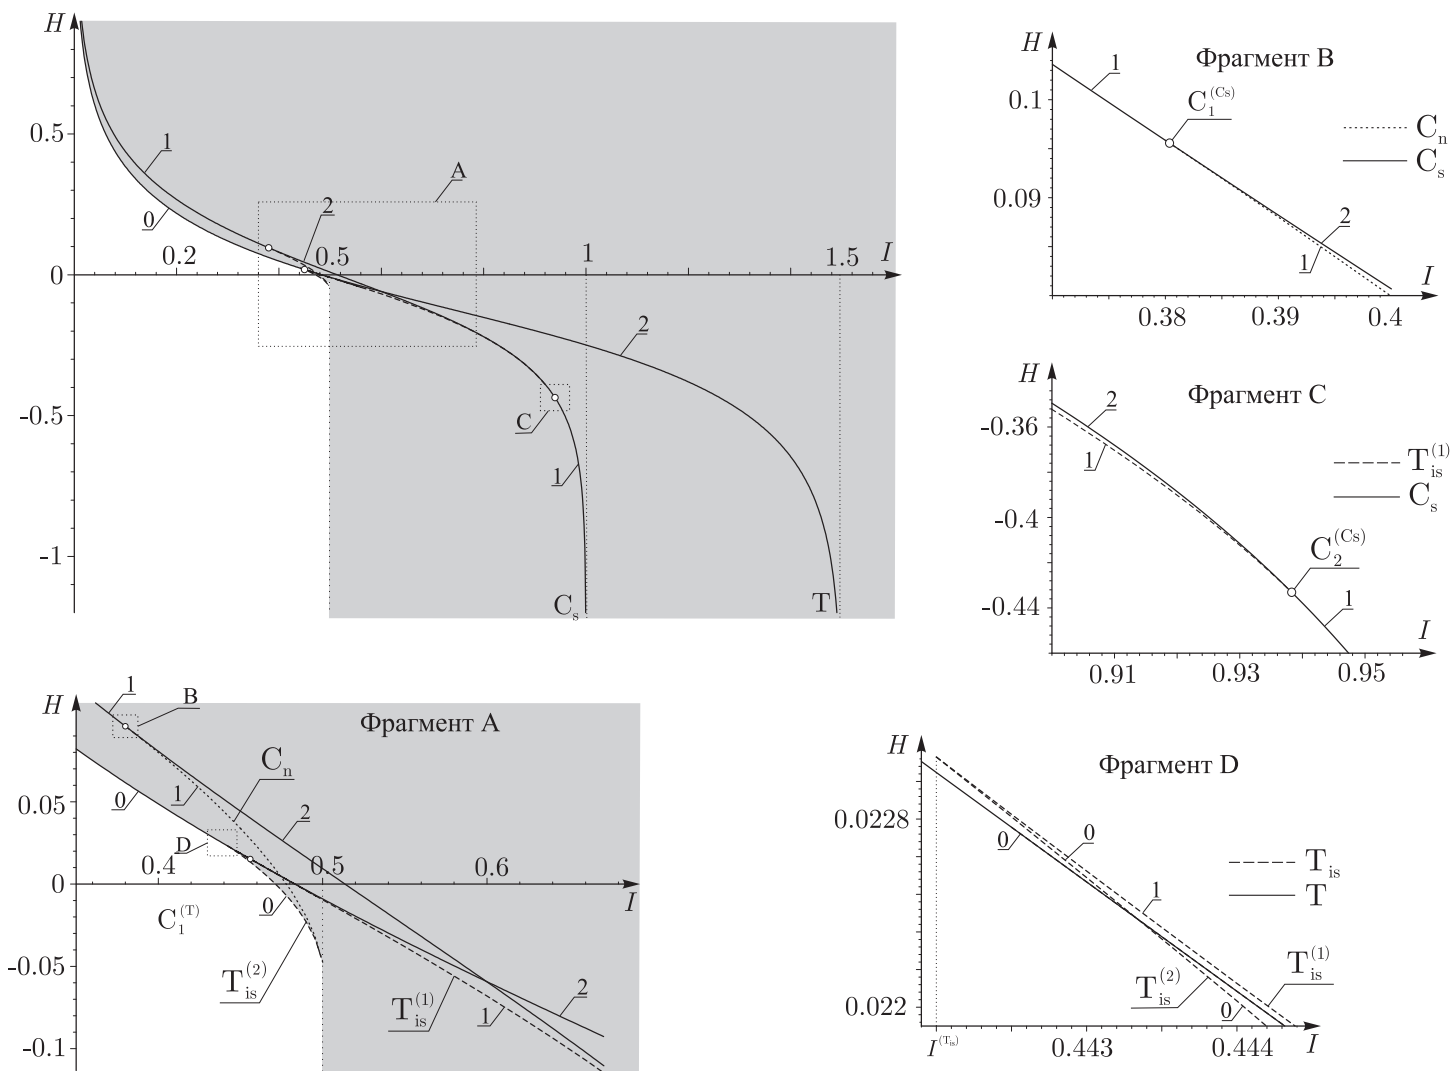 H
0.5
0
-0.5
-1
1
0
0.2
A
2
0.5
1
1.5
I
2
C
1
C_s
T
H
Фрагмент B
1
C_1^(Cs)
0.1
0.09
C_n
C_s
2
1
I
0.38
0.39
0.4
H
Фрагмент C
2
-0.36
1
T_is^(1)
C_s
-0.4
C_2^(Cs)
-0.44
1
I
0.91
0.93
0.95
H
1
B
Фрагмент A
C_n
0.05
0
1
2
D
0.4
0.5
0.6
0
I
C_1^(T)
0
-0.05
T_is^(2)
T_is^(1)
1
2
-0.1
H
Фрагмент D
0.0228
0
0
1
T_is
T
T_is^(2)
T_is^(1)
0.022
0
I^(T_is)
0.443
0.444
I